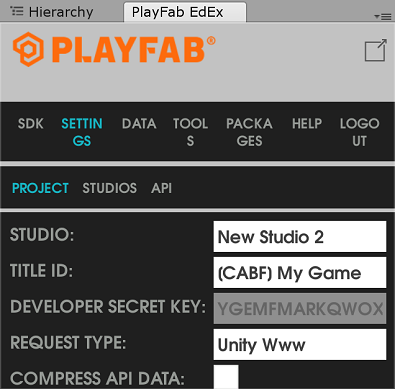 Hierarchy PlayFab EdEx
PLAYFAB®
SDK SETTINGS DATA TOOLS PACKAGES HELP LOGOUT
PROJECT STUDIOS API
STUDIO: New Studio 2
TITLE ID: (CABF) My Game
DEVELOPER SECRET KEY: YGEMFMARKQWOX
REQUEST TYPE: Unity Www
COMPRESS API DATA: